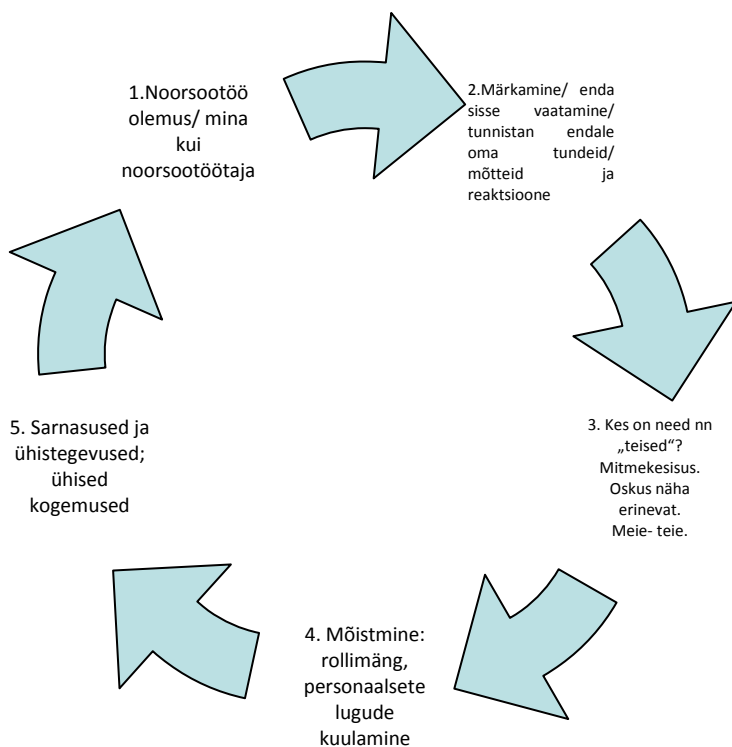 1.Noorsootöö
olemus/ mina
kui
noorsootöötaja
2.Märkamine/ enda
sisse vaatamine/
tunnistan endale
oma tundeid/
mõtteid ja
reaktsioone
3. Kes on need nn
„teised“?
Mitmekesisus.
Oskus näha
erinevat.
Meie- teie.
4. Mõistmine:
rollimäng,
personaalsete
lugude
kuulamine
5. Sarnasused ja
ühistegevused;
ühised
kogemused